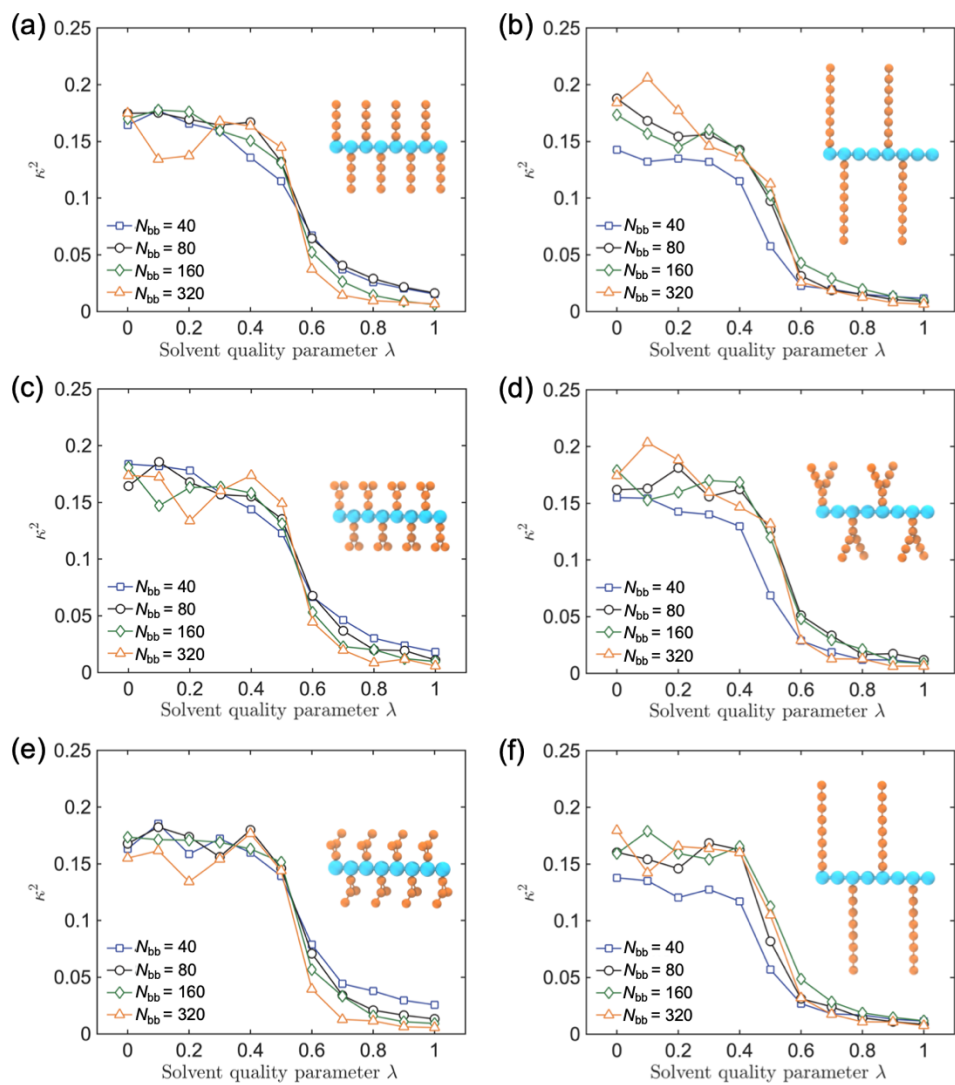 (a)
0.25
0.2
0.15
0.1
0.05
0
κ²
N_bb = 40
N_bb = 80
N_bb = 160
N_bb = 320
0 0.2 0.4 0.6 0.8 1
Solvent quality parameter λ
(b)
0.25
0.2
0.15
0.1
0.05
0
κ²
N_bb = 40
N_bb = 80
N_bb = 160
N_bb = 320
0 0.2 0.4 0.6 0.8 1
Solvent quality parameter λ
(c)
0.25
0.2
0.15
0.1
0.05
0
κ²
N_bb = 40
N_bb = 80
N_bb = 160
N_bb = 320
0 0.2 0.4 0.6 0.8 1
Solvent quality parameter λ
(d)
0.25
0.2
0.15
0.1
0.05
0
κ²
N_bb = 40
N_bb = 80
N_bb = 160
N_bb = 320
0 0.2 0.4 0.6 0.8 1
Solvent quality parameter λ
(e)
0.25
0.2
0.15
0.1
0.05
0
κ²
N_bb = 40
N_bb = 80
N_bb = 160
N_bb = 320
0 0.2 0.4 0.6 0.8 1
Solvent quality parameter λ
(f)
0.25
0.2
0.15
0.1
0.05
0
κ²
N_bb = 40
N_bb = 80
N_bb = 160
N_bb = 320
0 0.2 0.4 0.6 0.8 1
Solvent quality parameter λ